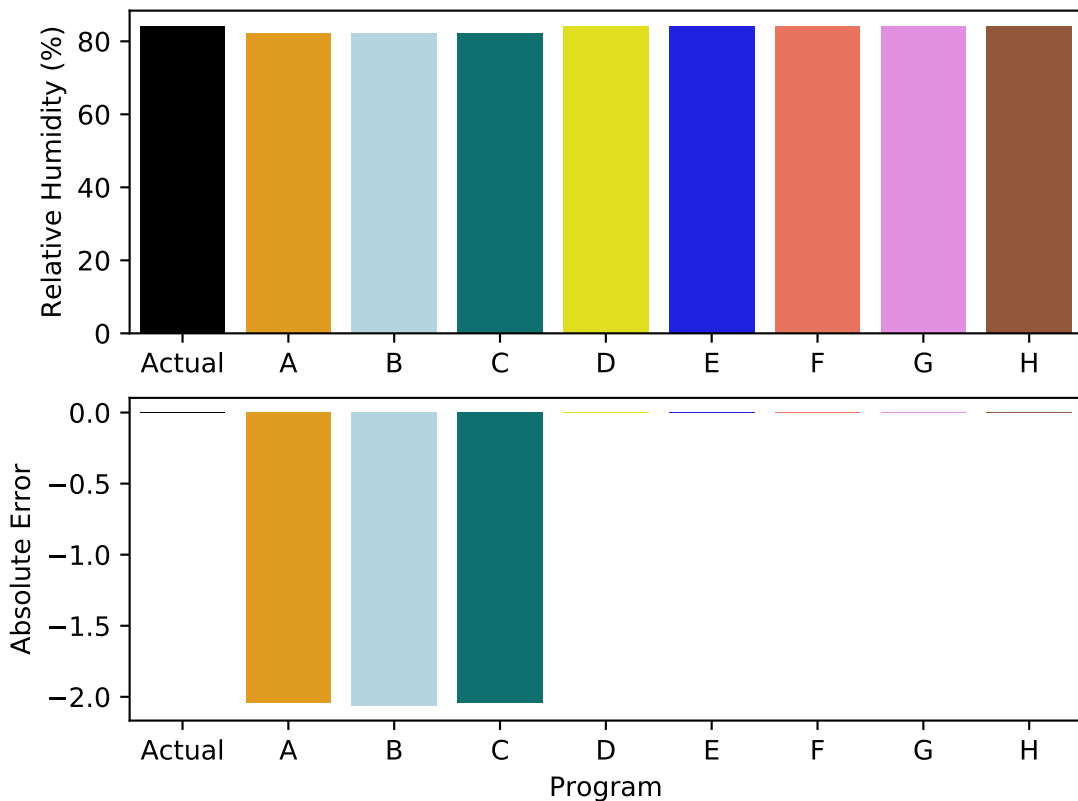 Relative Humidity (%)
80
60
40
20
0
Actual A B C D E F G H
Absolute Error
0.0
−0.5
−1.0
−1.5
−2.0
Actual A B C D E F G H
Program